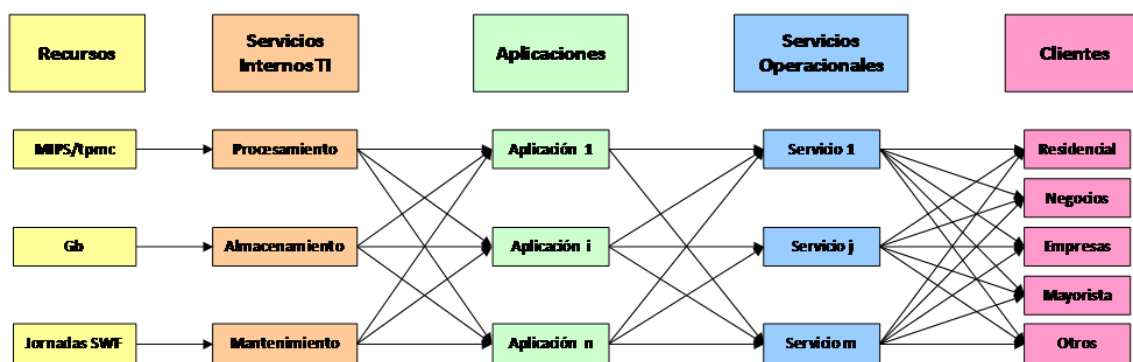 Recursos
Servicios
Internos TI
Aplicaciones
Servicios
Operacionales
Clientes
MIPS/tpmc
Procesamiento
Aplicación 1
Servicio 1
Residencial
Negocios
Gb
Almacenamiento
Aplicación i
Servicio j
Empresas
Mayorista
Jornadas SWF
Mantenimiento
Aplicación n
Servicio m
Otros